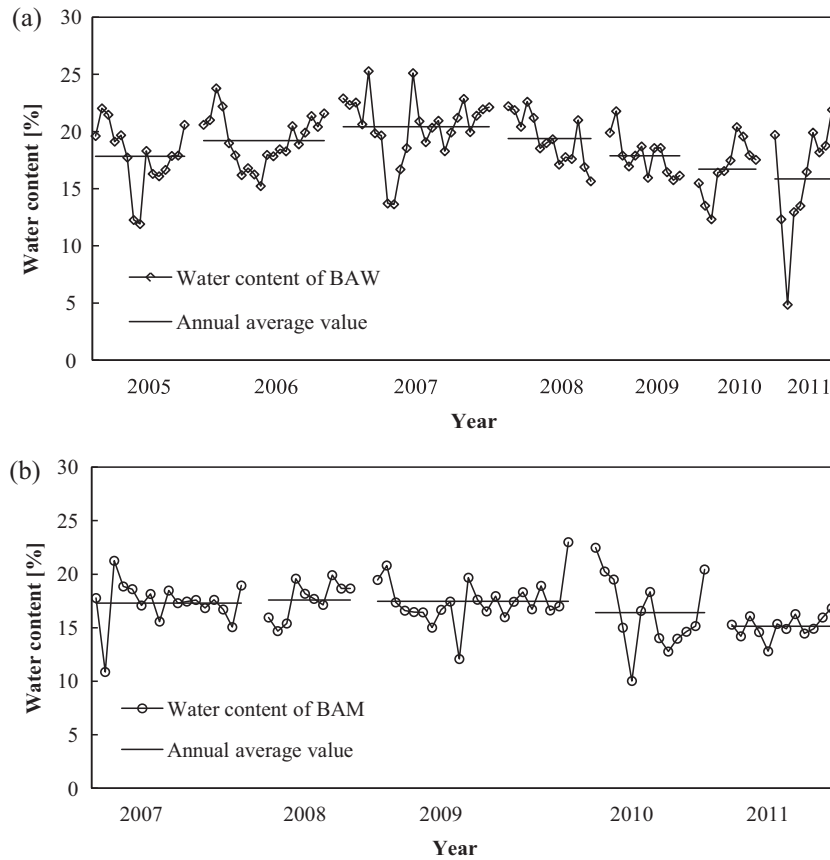 (a)
30
25
20
15
10
5
0
Water content [%]
Water content of BAW
Annual average value
2005 2006 2007 2008 2009 2010 2011
Year
(b)
30
25
20
15
10
5
0
Water content [%]
Water content of BAM
Annual average value
2007 2008 2009 2010 2011
Year